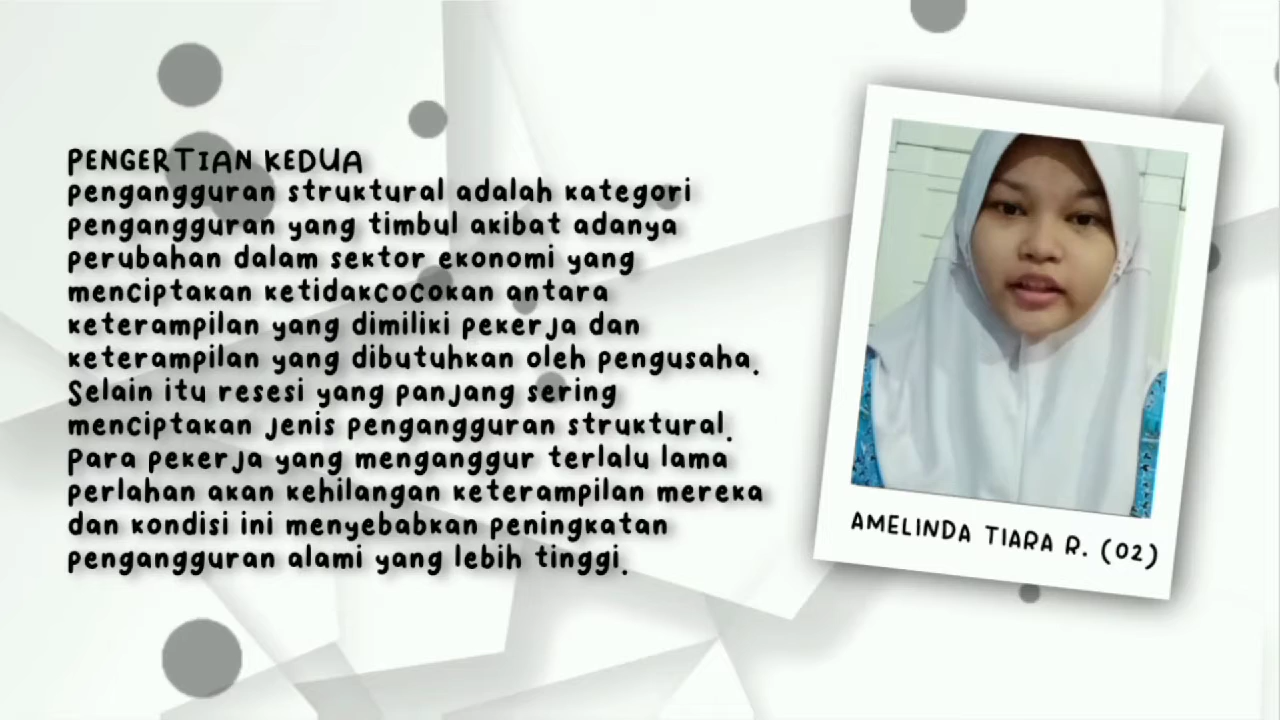 PENGERTIAN KEDUA
pengangguran struktural adalah kategori
pengangguran yang timbul akibat adanya
perubahan dalam sektor ekonomi yang
menciptakan ketidakcocokan antara
keterampilan yang dimiliki pekerja dan
keterampilan yang dibutuhkan oleh pengusaha.
Selain itu resesi yang panjang sering
menciptakan jenis pengangguran struktural.
Para pekerja yang menganggur terlalu lama
perlahan akan kehilangan keterampilan mereka
dan kondisi ini menyebabkan peningkatan
pengangguran alami yang lebih tinggi.
AMELINDA TIARA R. (02)